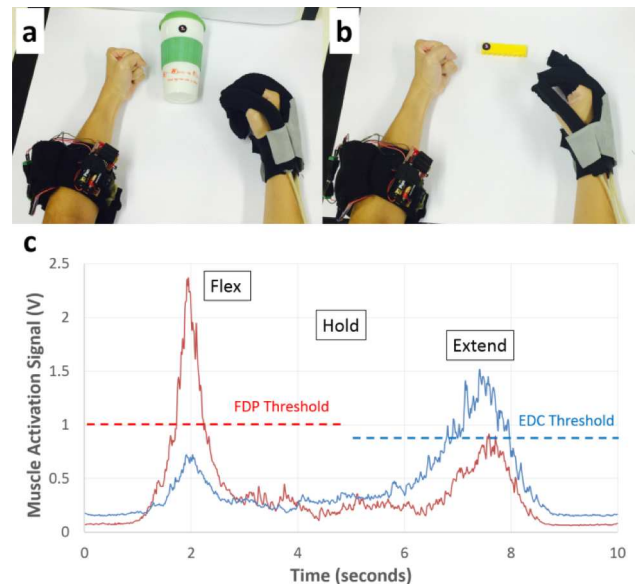 a
b
c
Muscle Activation Signal (V)
2.5
2
1.5
1
0.5
0
Flex
Hold
Extend
FDP Threshold
EDC Threshold
0 2 4 6 8 10
Time (seconds)